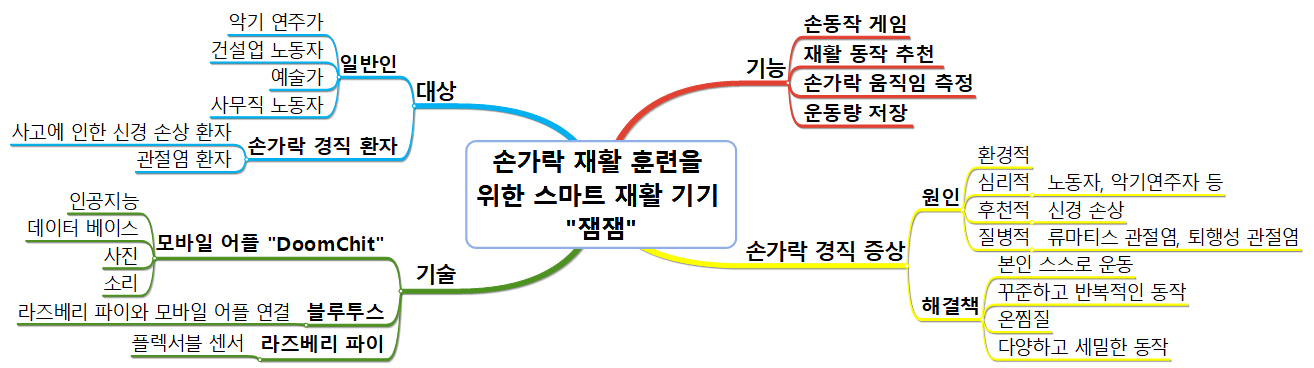 손가락 재활 훈련을
위한 스마트 재활 기기
"잼잼"
대상
일반인
악기 연주가
건설업 노동자
예술가
사무직 노동자
손가락 경직 환자
사고에 인한 신경 손상 환자
관절염 환자
기술
모바일 어플 "DoomChit"
인공지능
데이터 베이스
사진
소리
블루투스
라즈베리 파이와 모바일 어플 연결
라즈베리 파이
플렉서블 센서
기능
손동작 게임
재활 동작 추천
손가락 움직임 측정
운동량 저장
손가락 경직 증상
원인
환경적
심리적 노동자, 악기연주자 등
후천적 신경 손상
질병적 류마티스 관절염, 퇴행성 관절염
해결책
본인 스스로 운동
꾸준하고 반복적인 동작
온찜질
다양하고 세밀한 동작